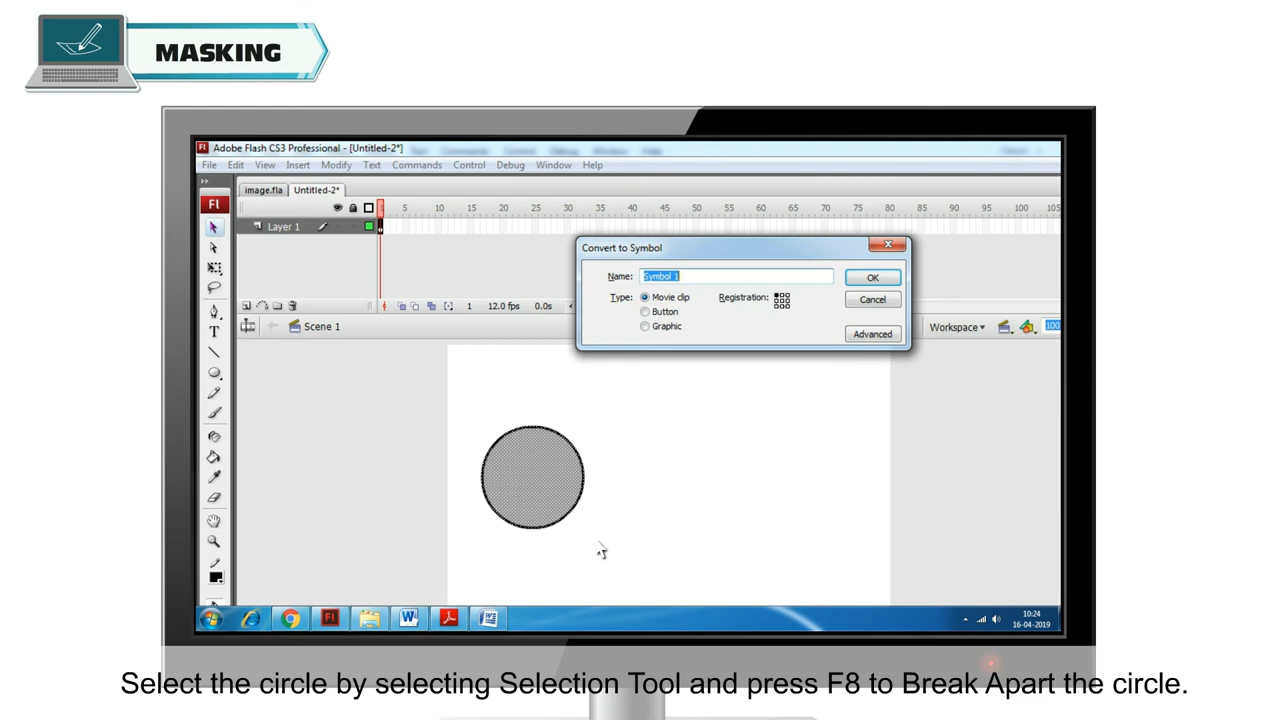 MASKING
Adobe Flash CS3 Professional - [Untitled-2*]
File Edit View Insert Modify Text Commands Control Debug Window Help
image.fla Untitled-2*
Fl
5 10 15 20 25 30 35 40 45 50 55 60 65 70 75 80 85 90 95 100 105
Layer 1
Convert to Symbol
Name: Symbol 1 OK
Type: Movie clip Registration: Cancel
Button
Graphic
Advanced
1 12.0 fps 0.0s
Scene 1 Workspace 100
10:24
16-04-2019
Select the circle by selecting Selection Tool and press F8 to Break Apart the circle.